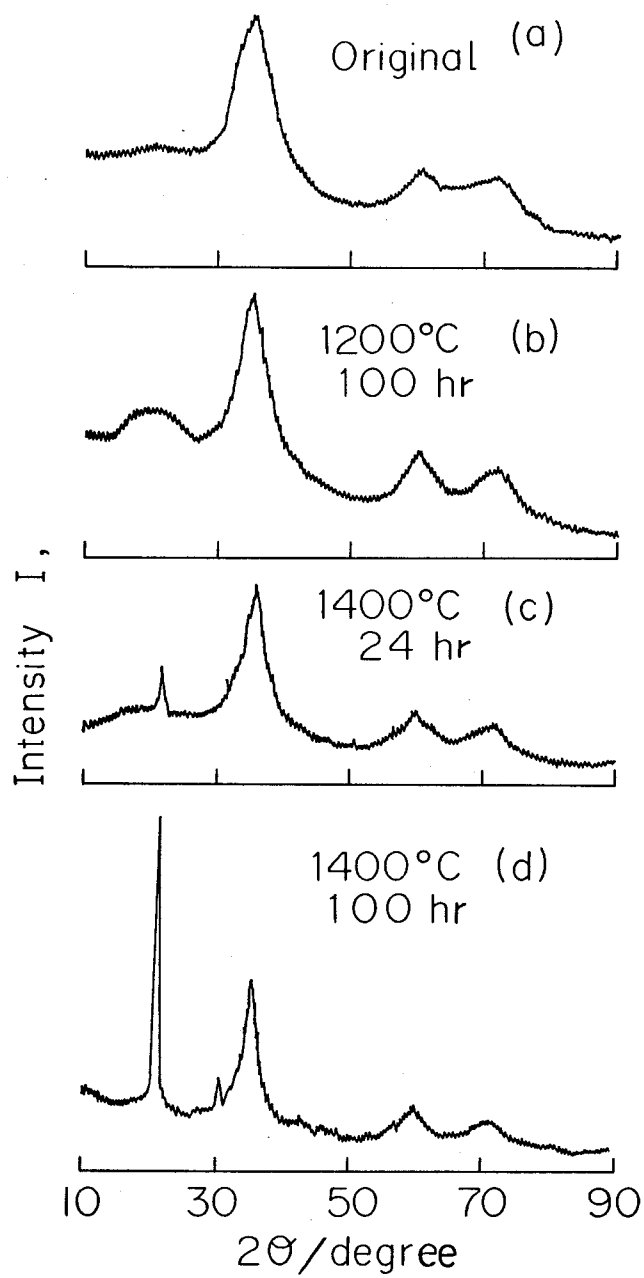 Original (a)
1200°C (b)
100 hr
1400°C (c)
24 hr
1400°C (d)
100 hr
Intensity I,
10 30 50 70 90
2θ/degree